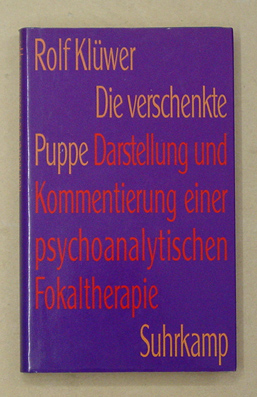 Rolf Klüwer
Die verschenkte
Puppe Darstellung und
Kommentierung einer
psychoanalytischen
Fokaltherapie
Suhrkamp